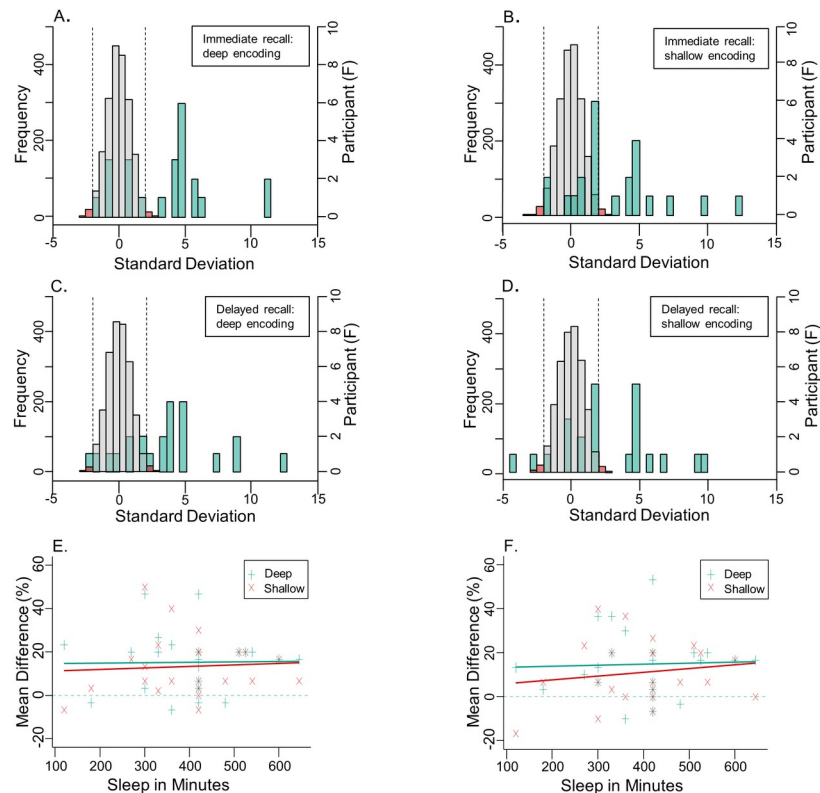 A.
Immediate recall:
deep encoding
Frequency
0
200
400
Participant (F)
0
2
4
6
8
10
-5
0
5
10
15
Standard Deviation
B.
Immediate recall:
shallow encoding
Frequency
0
200
400
Participant (F)
0
2
4
6
8
10
-5
0
5
10
15
Standard Deviation
C.
Delayed recall:
deep encoding
Frequency
0
200
400
Participant (F)
0
2
4
6
8
10
-5
0
5
10
15
Standard Deviation
D.
Delayed recall:
shallow encoding
Frequency
0
200
400
Participant (F)
0
2
4
6
8
10
-5
0
5
10
15
Standard Deviation
E.
Deep
Shallow
Mean Difference (%)
-20
0
20
40
60
100
200
300
400
500
600
Sleep in Minutes
F.
Deep
Shallow
Mean Difference (%)
-20
0
20
40
60
100
200
300
400
500
600
Sleep in Minutes